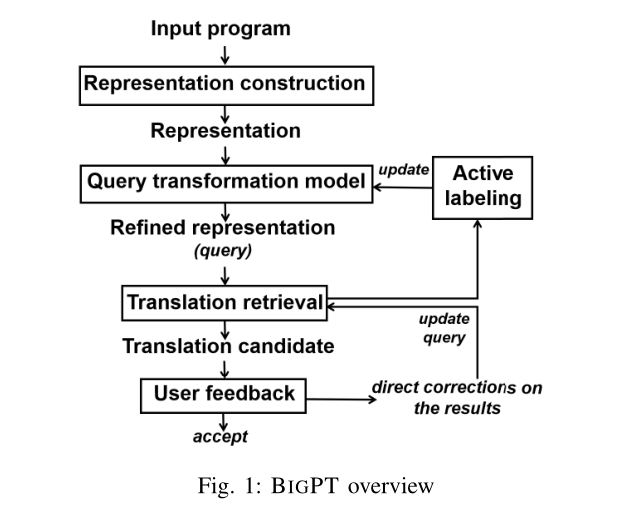 Input program
Representation construction
Representation
Query transformation model
update
Active
labeling
Refined representation
(query)
Translation retrieval
update
query
Translation candidate
User feedback
direct corrections on
the results
accept
Fig. 1: BIGPT overview